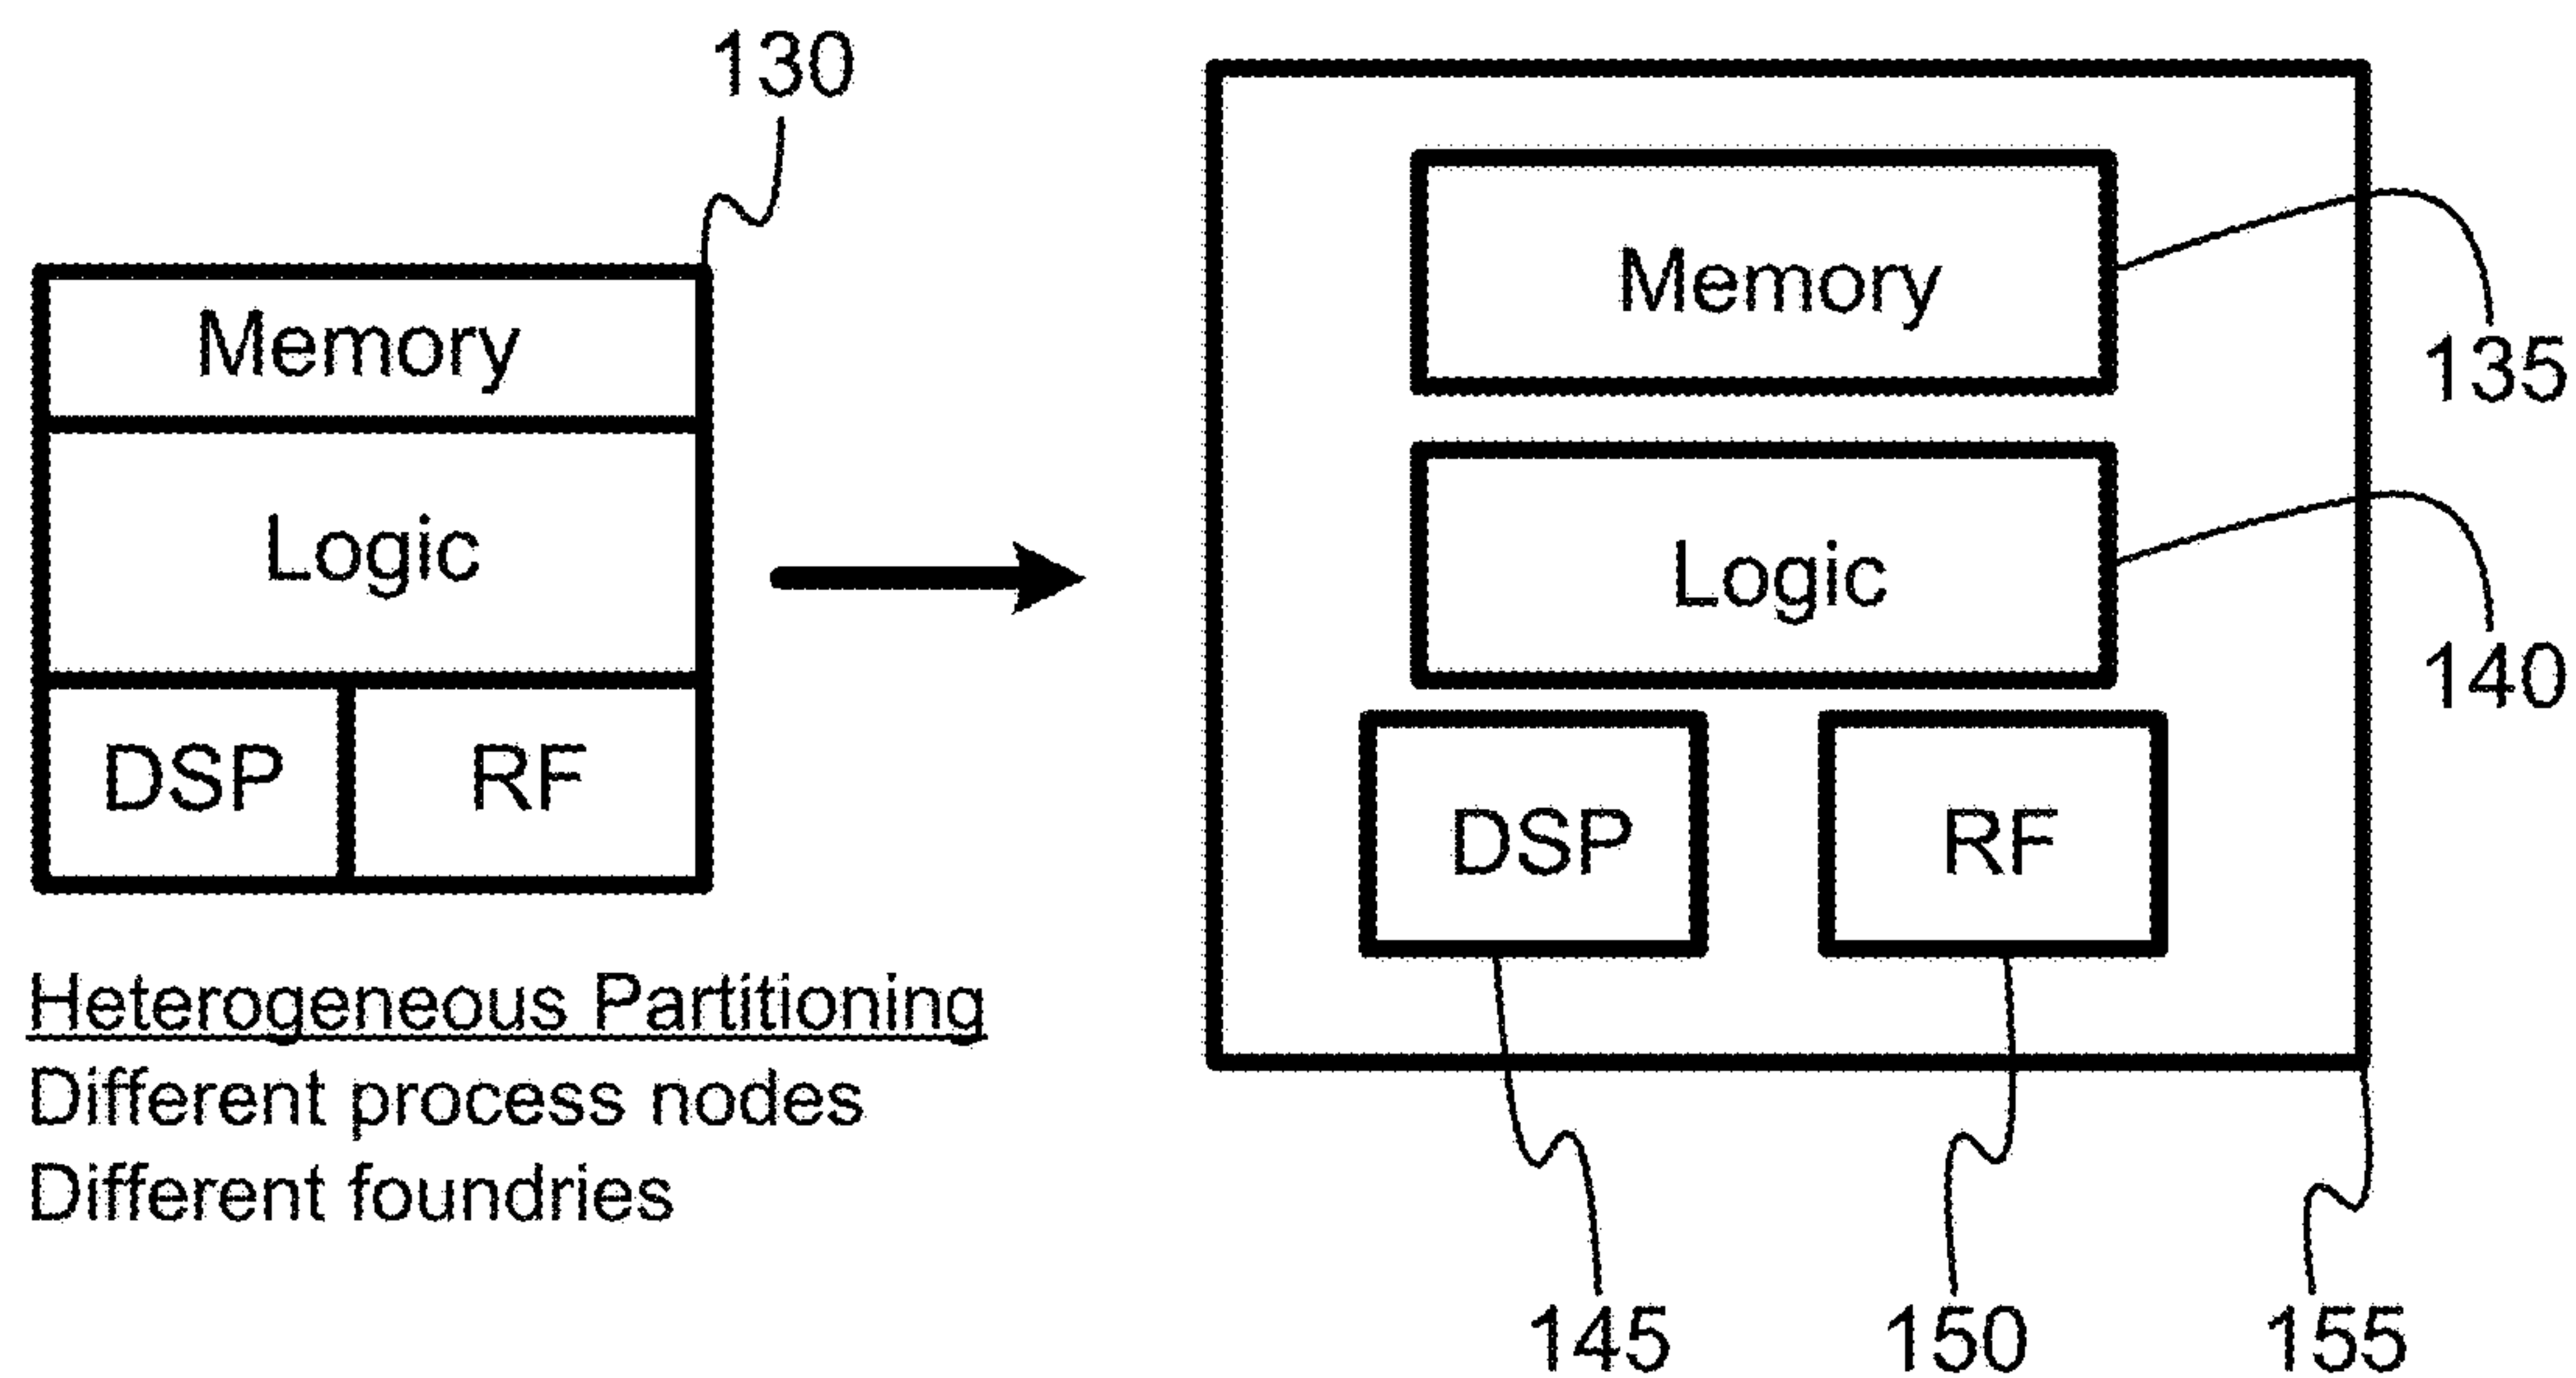 130
Memory
Logic
DSP RF
Heterogeneous Partitioning
Different process nodes
Different foundries
Memory
135
Logic
140
DSP RF
145 150 155